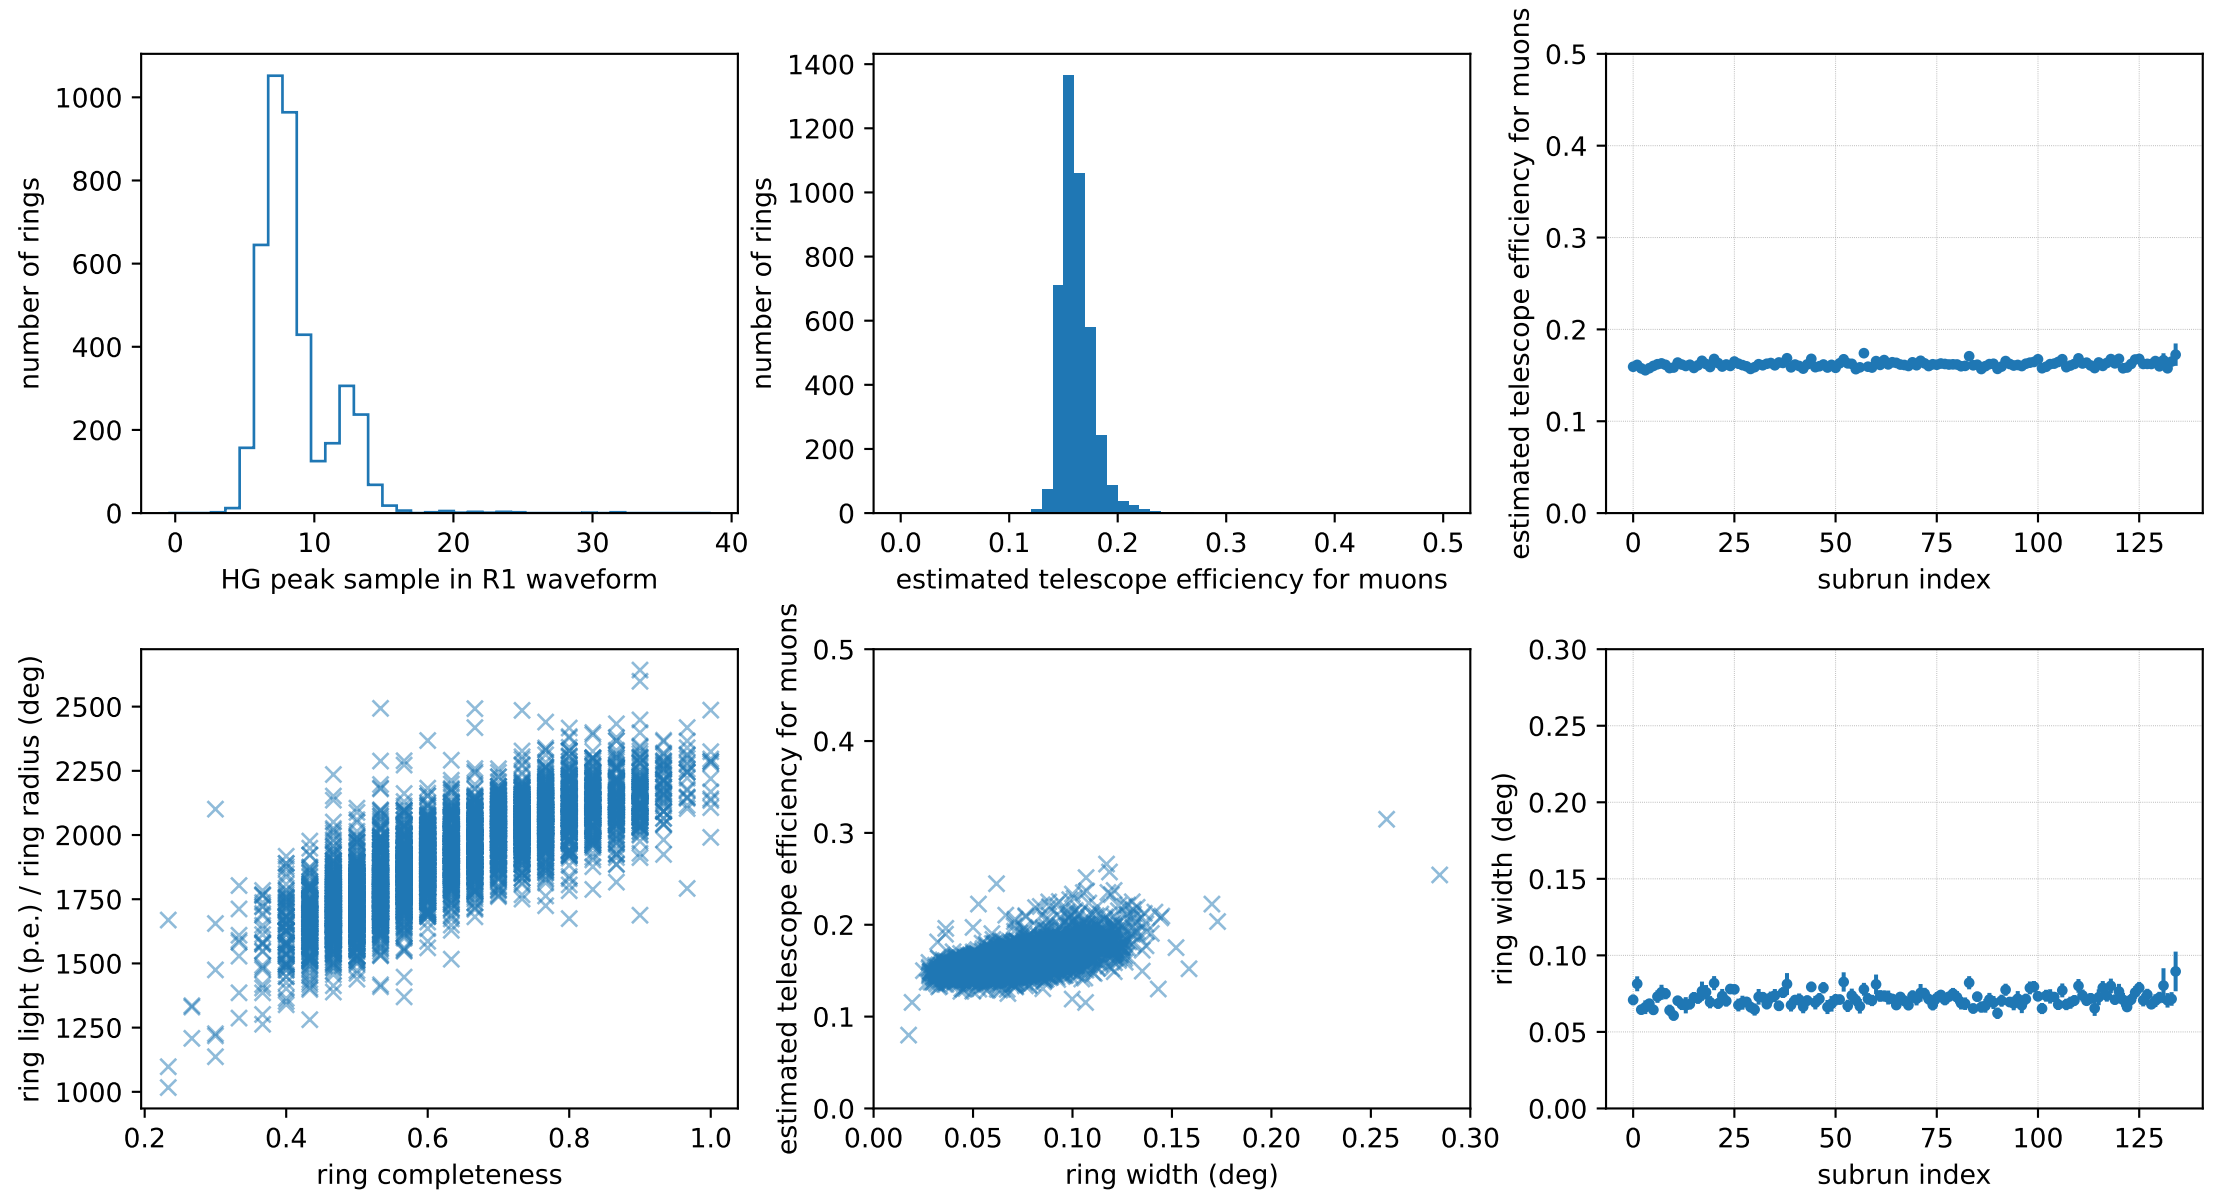 number of rings
1000
800
600
400
200
0
0 10 20 30 40
HG peak sample in R1 waveform
number of rings
1400
1200
1000
800
600
400
200
0
0.0 0.1 0.2 0.3 0.4 0.5
estimated telescope efficiency for muons
estimated telescope efficiency for muons
0.5
0.4
0.3
0.2
0.1
0.0
0 25 50 75 100 125
subrun index
ring light (p.e.) / ring radius (deg)
2500
2250
2000
1750
1500
1250
1000
0.2 0.4 0.6 0.8 1.0
ring completeness
estimated telescope efficiency for muons
0.5
0.4
0.3
0.2
0.1
0.0
0.00 0.05 0.10 0.15 0.20 0.25 0.30
ring width (deg)
ring width (deg)
0.30
0.25
0.20
0.15
0.10
0.05
0.00
0 25 50 75 100 125
subrun index